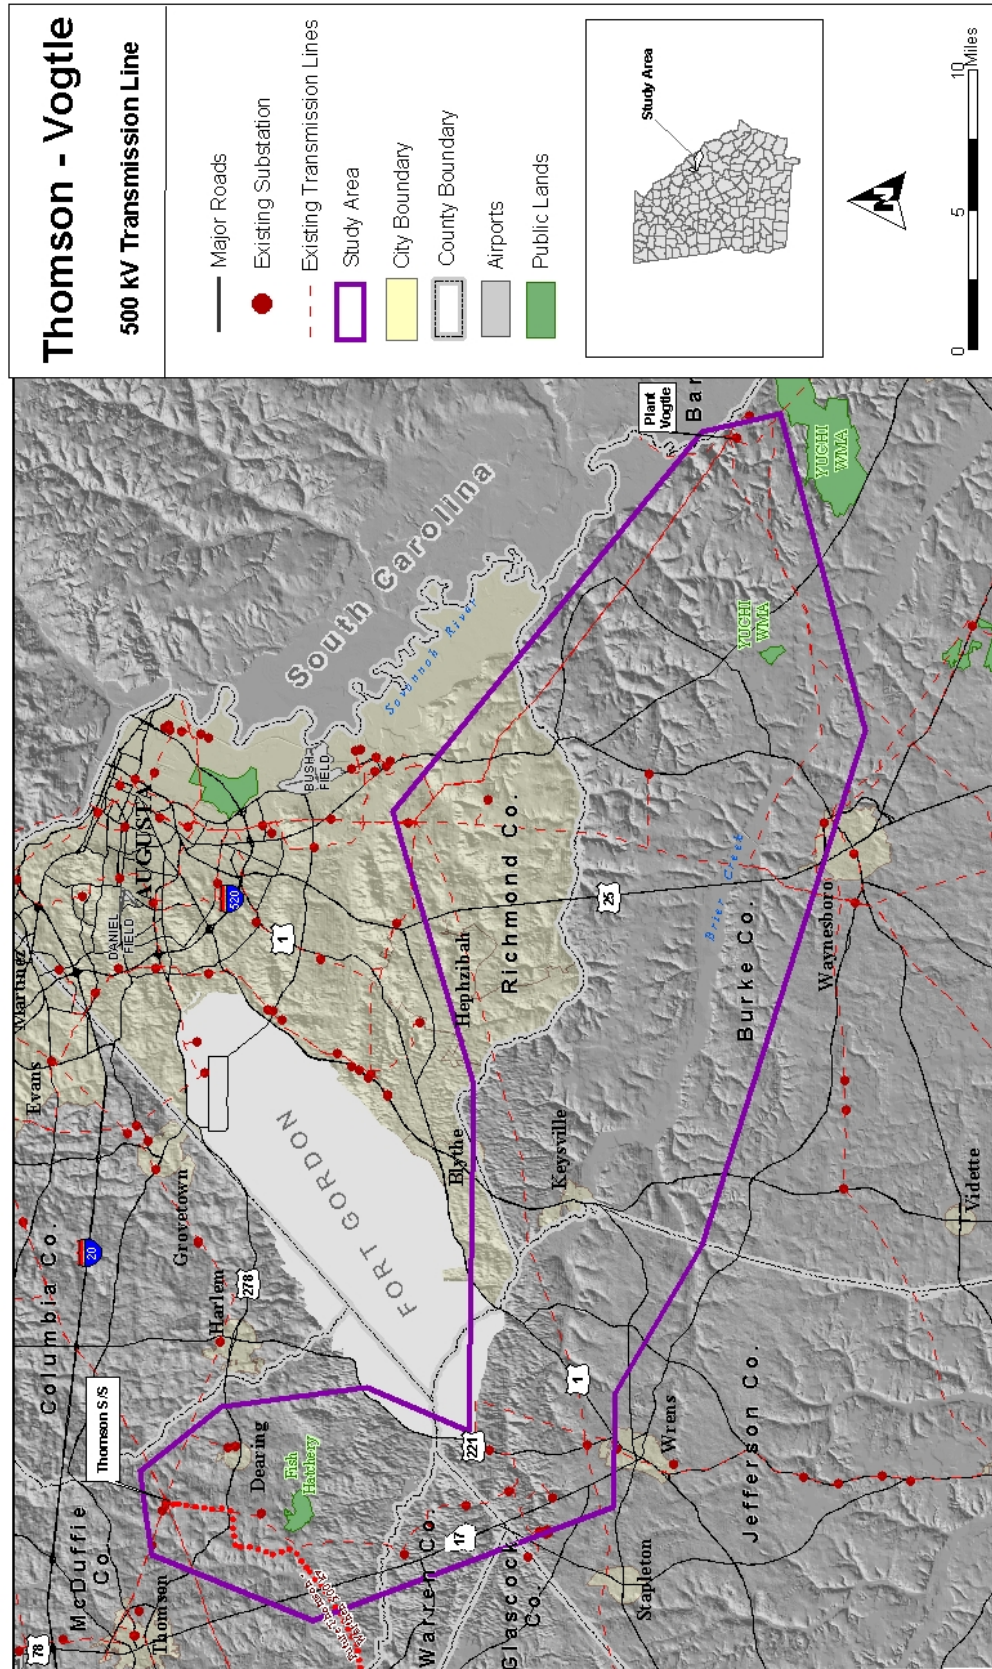 Thomson - Vogtle
500 kV Transmission Line
Major Roads
Existing Substation
Existing Transmission Lines
Study Area
City Boundary
County Boundary
Airports
Public Lands
Study Area
N
0
5
10
Miles
78
McDuffie
Co.
Thomson
Thomson S/S
Columbia Co.
20
Evans
Martinez
Grovetown
Harlem
278
Dearing
Fish
Hatchery
FORT GORDON
DANIEL
FIELD
AUGUSTA
520
1
BUSH
FIELD
South Carolina
Savannah River
Warren Co.
17
221
Glascock
Co.
Stapleton
Wrens
1
Jefferson Co.
Blythe
Keysville
Hephzibah
Richmond Co.
25
Brier Creek
Burke Co.
Waynesboro
Vidette
Plant
Vogtle
Bar
YUCHI
WMA
YUCHI
WMA